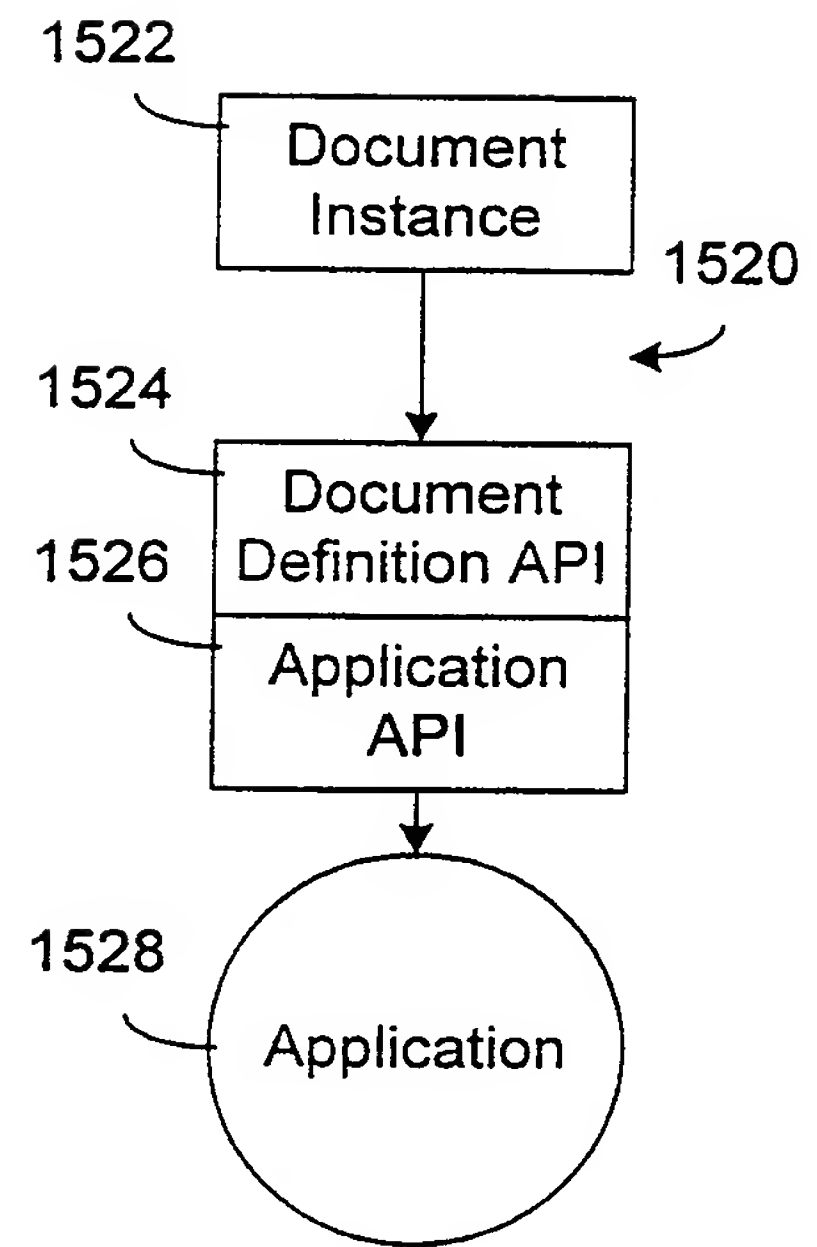 1522
Document
Instance
1520
1524
Document
Definition API
1526
Application
API
1528
Application